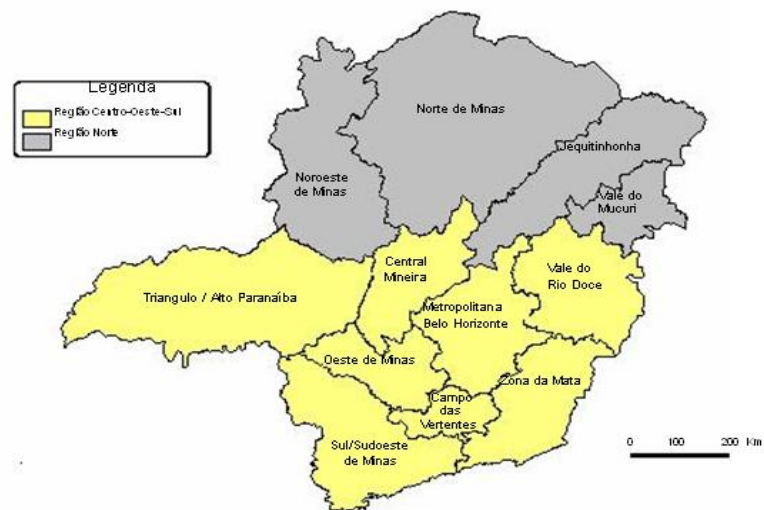 Legenda
Região Centro-Oeste-Sul
Região Norte
Norte de Minas
Jequitinhonha
Noroeste
de Minas
Vale do
Mucuri
Central
Mineira
Vale do
Rio Doce
Triangulo / Alto Paranaíba
Metropolitana
Belo Horizonte
Oeste de Minas
Zona da Mata
Campo
das
Vertentes
Sul/Sudoeste
de Minas
0 100 200 Km